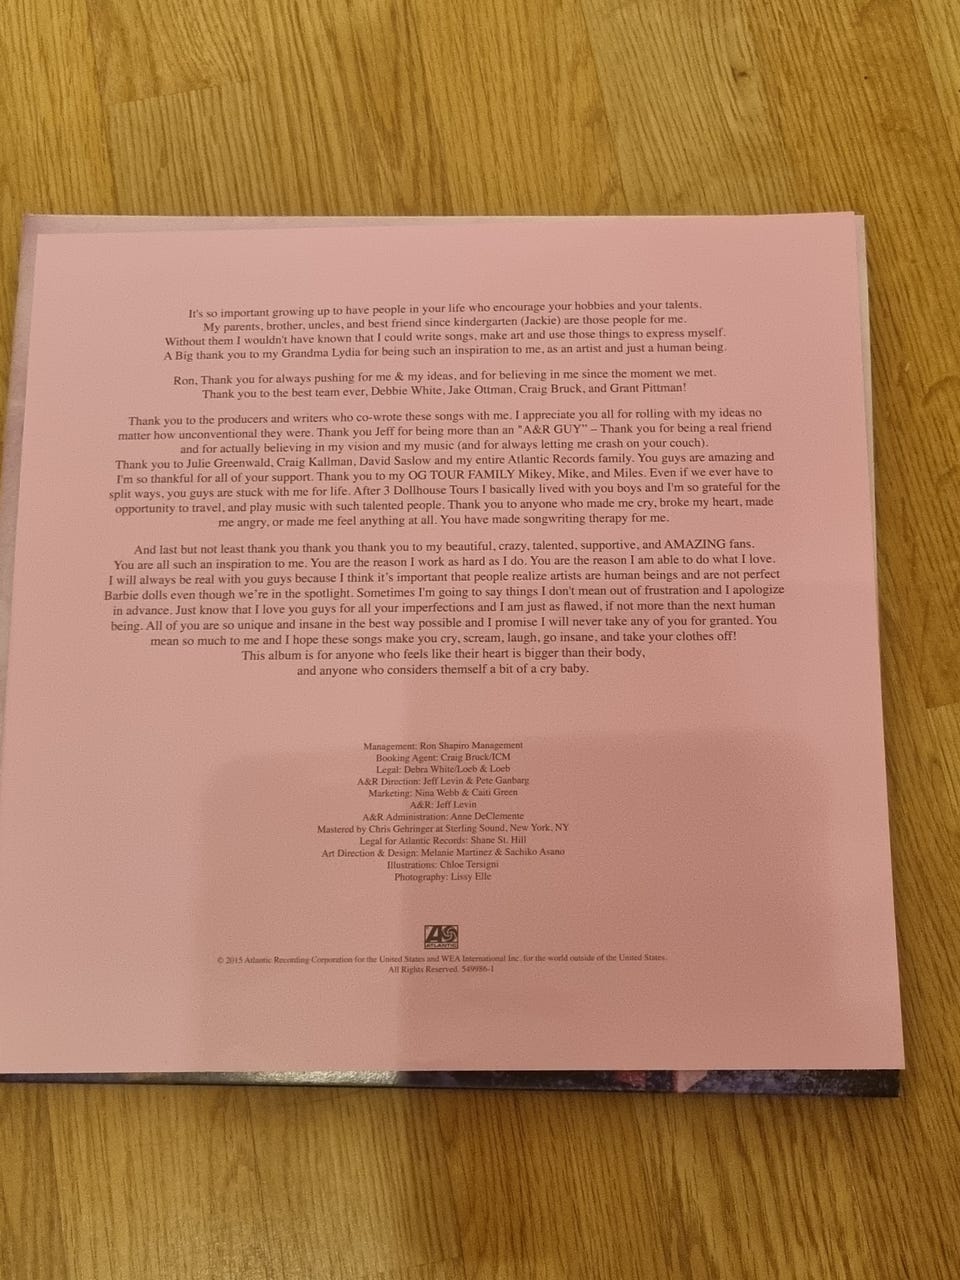 It's so important growing up to have people in your life who encourage your hobbies and your talents.
My parents, brother, uncles, and best friend since kindergarten (Jackie) are those people for me.
Without them I wouldn't have known that I could write songs, make art and use those things to express myself.
A Big thank you to my Grandma Lydia for being such an inspiration to me, as an artist and just a human being.
Ron, Thank you for always pushing for me & my ideas, and for believing in me since the moment we met.
Thank you to the best team ever, Debbie White, Jake Ottman, Craig Bruck, and Grant Pittman!
Thank you to the producers and writers who co-wrote these songs with me. I appreciate you all for rolling with my ideas no
matter how unconventional they were. Thank you Jeff for being more than an "A&R GUY" – Thank you for being a real friend
and for actually believing in my vision and my music (and for always letting me crash on your couch).
Thank you to Julie Greenwald, Craig Kallman, David Saslow and my entire Atlantic Records family. You guys are amazing and
I'm so thankful for all of your support. Thank you to my OG TOUR FAMILY Mikey, Mike, and Miles. Even if we ever have to
split ways, you guys are stuck with me for life. After 3 Dollhouse Tours I basically lived with you boys and I'm so grateful for the
opportunity to travel, and play music with such talented people. Thank you to anyone who made me cry, broke my heart, made
me angry, or made me feel anything at all. You have made songwriting therapy for me.
And last but not least thank you thank you thank you to my beautiful, crazy, talented, supportive, and AMAZING fans.
You are all such an inspiration to me. You are the reason I work as hard as I do. You are the reason I am able to do what I love.
I will always be real with you guys because I think it's important that people realize artists are human beings and are not perfect
Barbie dolls even though we're in the spotlight. Sometimes I'm going to say things I don't mean out of frustration and I apologize
in advance. Just know that I love you guys for all your imperfections and I am just as flawed, if not more than the next human
being. All of you are so unique and insane in the best way possible and I promise I will never take any of you for granted. You
mean so much to me and I hope these songs make you cry, scream, laugh, go insane, and take your clothes off!
This album is for anyone who feels like their heart is bigger than their body,
and anyone who considers themself a bit of a cry baby.
Management: Ron Shapiro Management
Booking Agent: Craig Bruck/ICM
Legal: Debra White/Loeb & Loeb
A&R Direction: Jeff Levin & Pete Ganbarg
Marketing: Nina Webb & Caiti Green
A&R: Jeff Levin
A&R Administration: Anne DeClemente
Mastered by Chris Gehringer at Sterling Sound, New York, NY
Legal for Atlantic Records: Shane St. Hill
Art Direction & Design: Melanie Martinez & Sachiko Asano
Illustrations: Chloe Tersigni
Photography: Lissy Elle
ATLANTIC
© 2015 Atlantic Recording Corporation for the United States and WEA International Inc. for the world outside of the United States.
All Rights Reserved. 549986-1